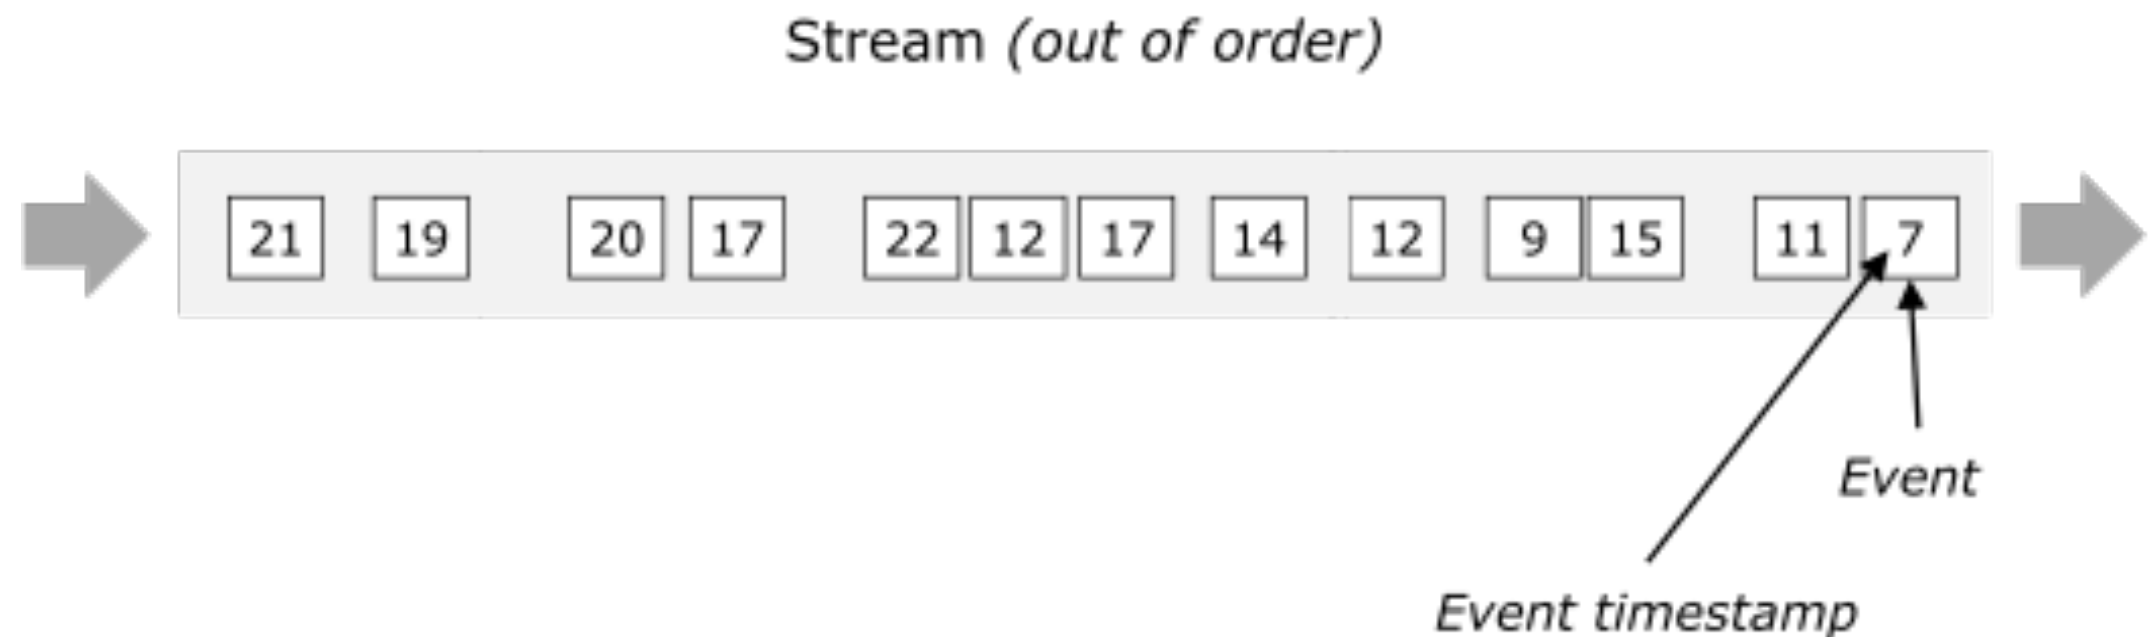 Stream (out of order)
21 19 20 17 22 12 17 14 12 9 15 11 7
Event
Event timestamp